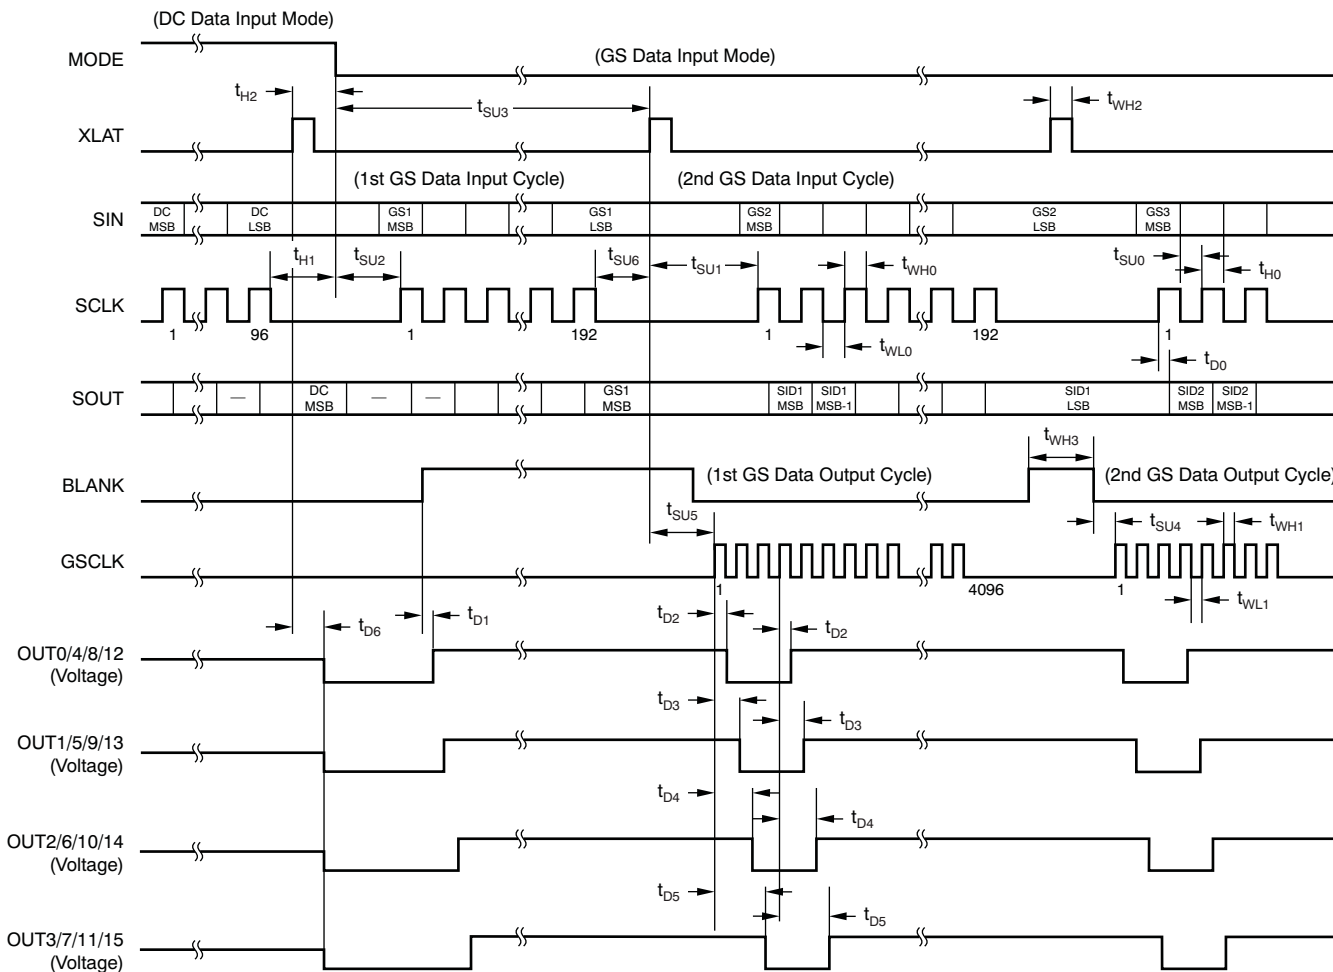 (DC Data Input Mode)
MODE
(GS Data Input Mode)
tH2
tSU3
tWH2
XLAT
(1st GS Data Input Cycle)
(2nd GS Data Input Cycle)
SIN
DC
MSB
DC
LSB
GS1
MSB
GS1
LSB
GS2
MSB
GS2
LSB
GS3
MSB
tH1
tSU2
tSU6
tSU1
tWH0
tSU0
tH0
SCLK
1
96
1
192
1
192
1
tWL0
tD0
SOUT
—
DC
MSB
—
—
GS1
MSB
SID1
MSB
SID1
MSB-1
SID1
LSB
SID2
MSB
SID2
MSB-1
tWH3
BLANK
(1st GS Data Output Cycle)
(2nd GS Data Output Cycle)
tSU5
tSU4
tWH1
GSCLK
1
4096
1
tWL1
tD6
tD1
tD2
tD2
OUT0/4/8/12
(Voltage)
tD3
tD3
OUT1/5/9/13
(Voltage)
tD4
tD4
OUT2/6/10/14
(Voltage)
tD5
tD5
OUT3/7/11/15
(Voltage)